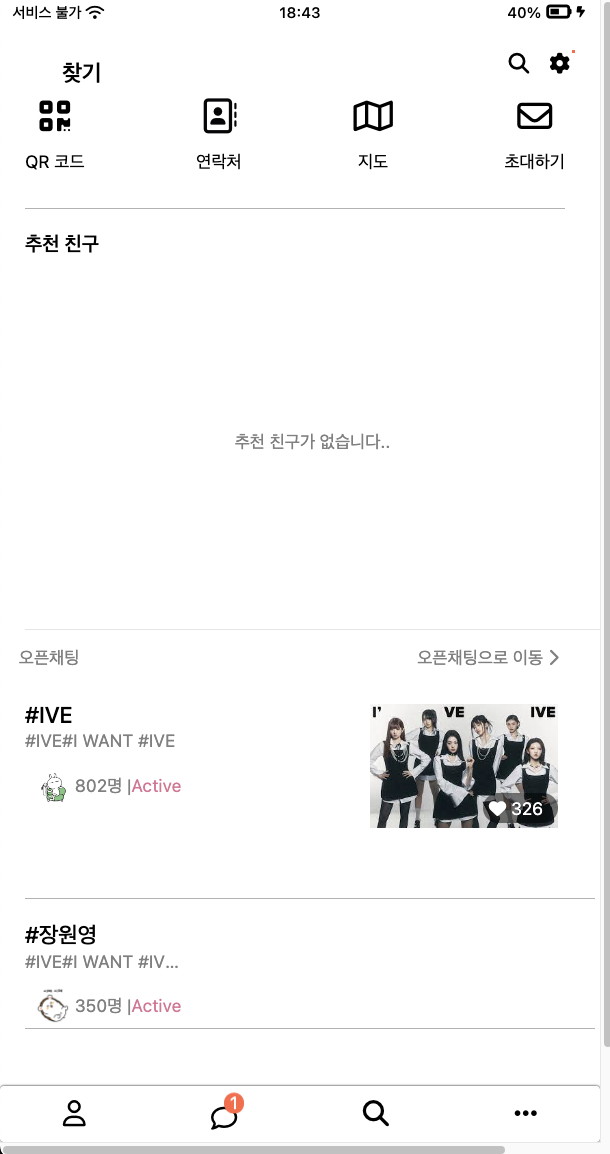 서비스 불가 18:43 40%
찾기
QR 코드 연락처 지도 초대하기
추천 친구
추천 친구가 없습니다..
오픈채팅 오픈채팅으로 이동
#IVE
#IVE#I WANT #IVE
I' VE IVE
802명 |Active
326
#장원영
#IVE#I WANT #IV...
350명 |Active
1